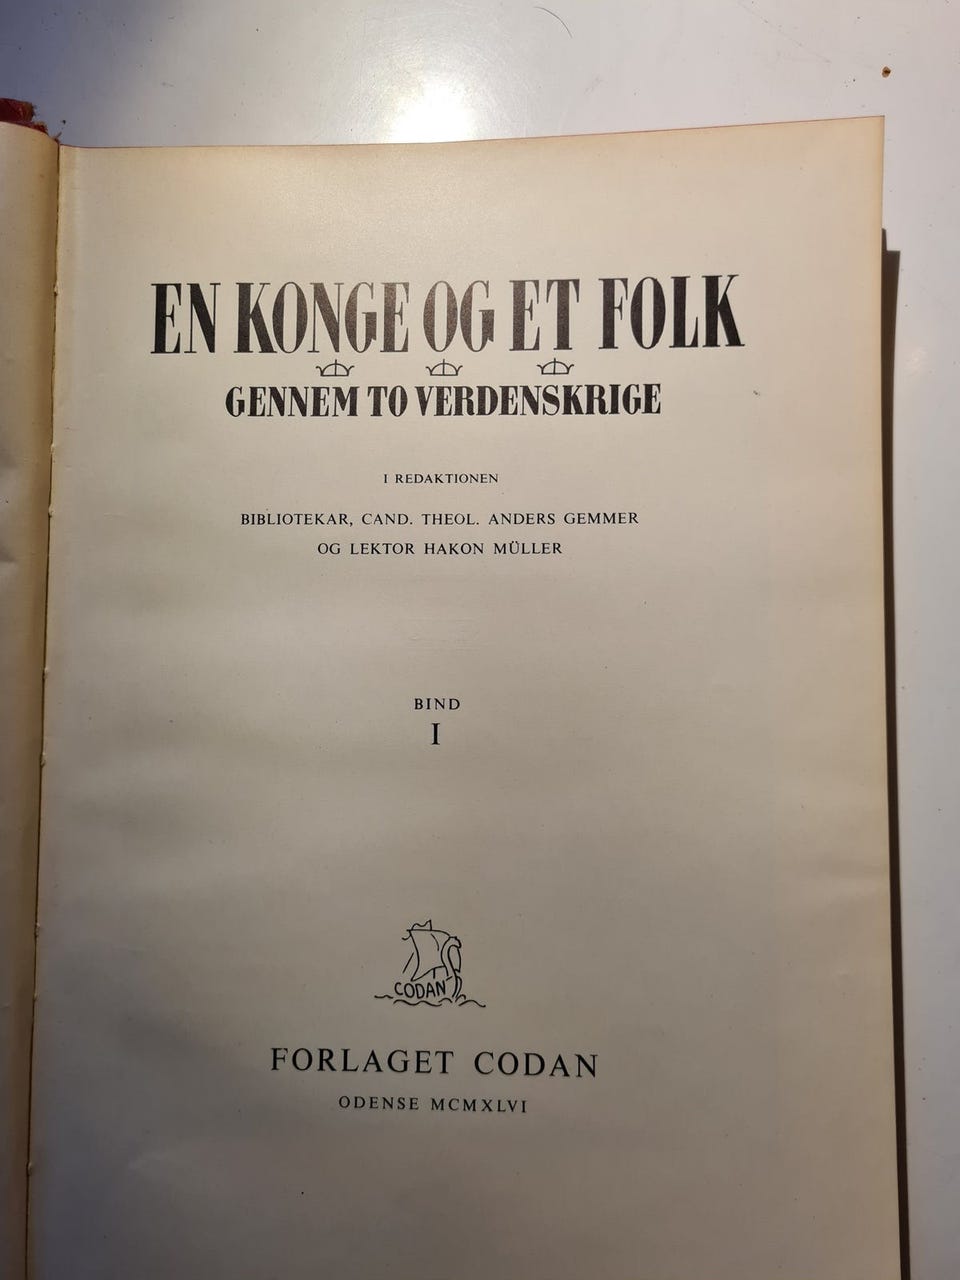 EN KONGE OG ET FOLK
GENNEM TO VERDENSKRIGE
I REDAKTIONEN
BIBLIOTEKAR, CAND. THEOL. ANDERS GEMMER
OG LEKTOR HAKON MÜLLER
BIND
I
CODAN
FORLAGET CODAN
ODENSE MCMXLVI